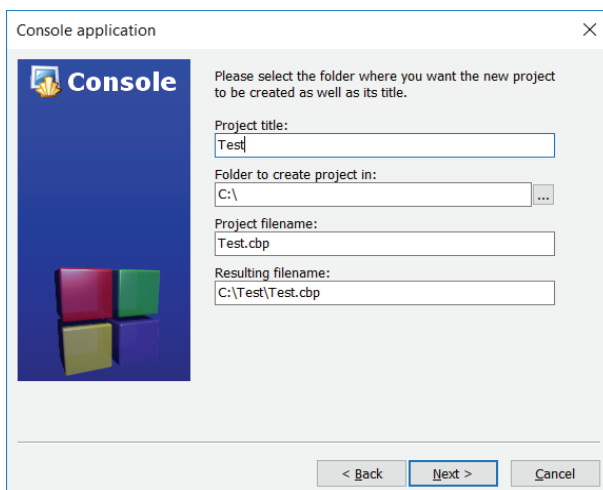 Console application
Console
Please select the folder where you want the new project
to be created as well as its title.
Project title:
Test
Folder to create project in:
C:\
...
Project filename:
Test.cbp
Resulting filename:
C:\Test\Test.cbp
< Back
Next >
Cancel